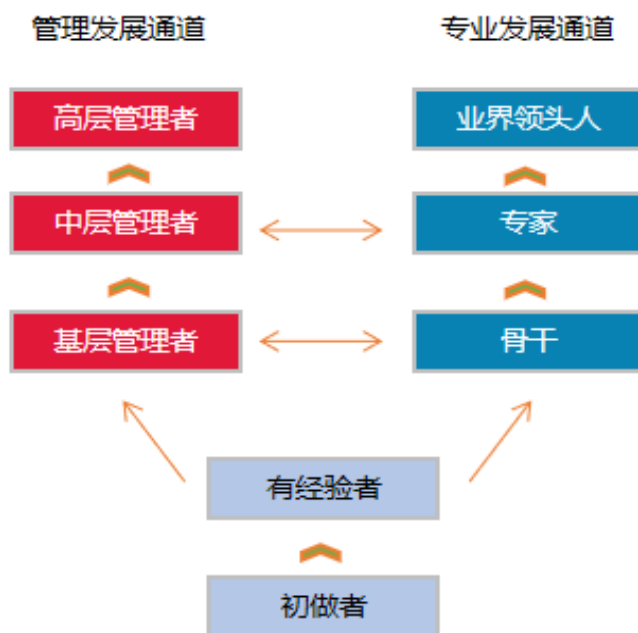 管理发展通道
专业发展通道
高层管理者
业界领头人
中层管理者
专家
基层管理者
骨干
有经验者
初做者